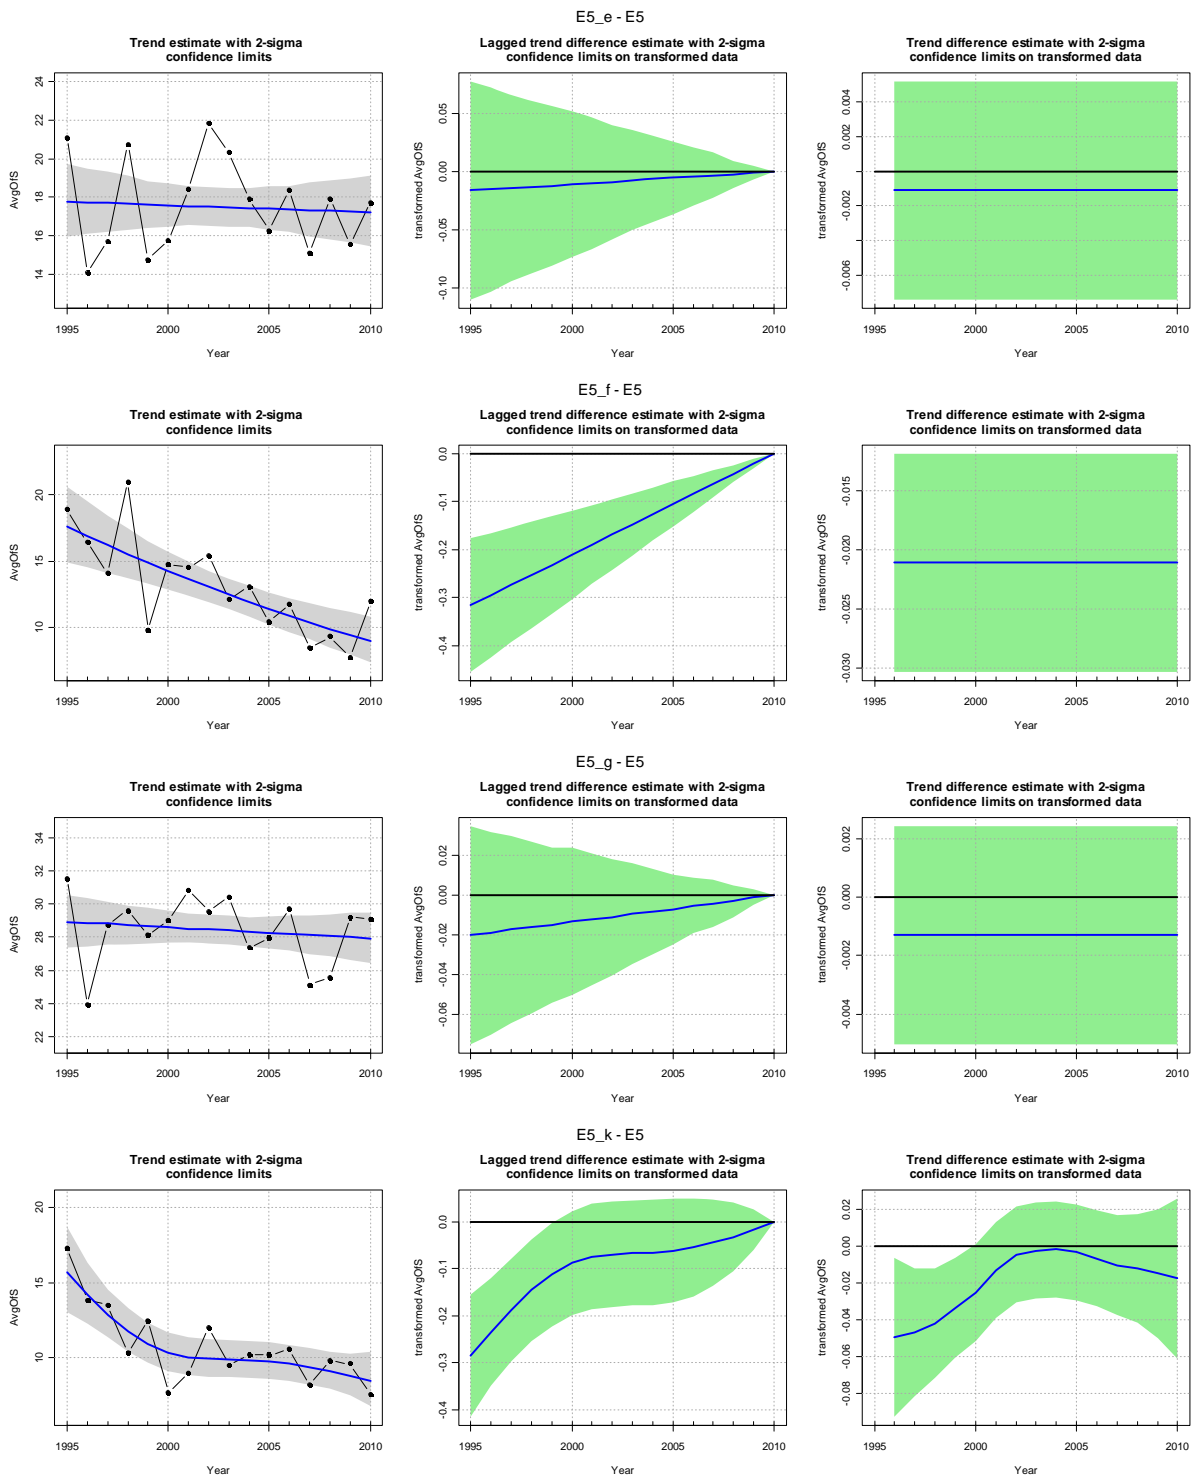 E5_e - E5
Trend estimate with 2-sigma
confidence limits
AvgOfS
24
22
20
18
16
14
1995 2000 2005 2010
Year
Lagged trend difference estimate with 2-sigma
confidence limits on transformed data
transformed AvgOfS
0.05
0.00
-0.05
-0.10
1995 2000 2005 2010
Year
Trend difference estimate with 2-sigma
confidence limits on transformed data
transformed AvgOfS
0.004
0.002
-0.002
-0.006
1995 2000 2005 2010
Year
E5_f - E5
Trend estimate with 2-sigma
confidence limits
AvgOfS
20
15
10
1995 2000 2005 2010
Year
Lagged trend difference estimate with 2-sigma
confidence limits on transformed data
transformed AvgOfS
0.0
-0.1
-0.2
-0.3
-0.4
1995 2000 2005 2010
Year
Trend difference estimate with 2-sigma
confidence limits on transformed data
transformed AvgOfS
-0.015
-0.020
-0.025
-0.030
1995 2000 2005 2010
Year
E5_g - E5
Trend estimate with 2-sigma
confidence limits
AvgOfS
34
32
30
28
26
24
22
1995 2000 2005 2010
Year
Lagged trend difference estimate with 2-sigma
confidence limits on transformed data
transformed AvgOfS
0.02
0.00
-0.02
-0.04
-0.06
1995 2000 2005 2010
Year
Trend difference estimate with 2-sigma
confidence limits on transformed data
transformed AvgOfS
0.002
0.000
-0.002
-0.004
1995 2000 2005 2010
Year
E5_k - E5
Trend estimate with 2-sigma
confidence limits
AvgOfS
20
15
10
1995 2000 2005 2010
Year
Lagged trend difference estimate with 2-sigma
confidence limits on transformed data
transformed AvgOfS
0.0
-0.1
-0.2
-0.3
-0.4
1995 2000 2005 2010
Year
Trend difference estimate with 2-sigma
confidence limits on transformed data
transformed AvgOfS
0.02
0.00
-0.02
-0.04
-0.06
-0.08
1995 2000 2005 2010
Year